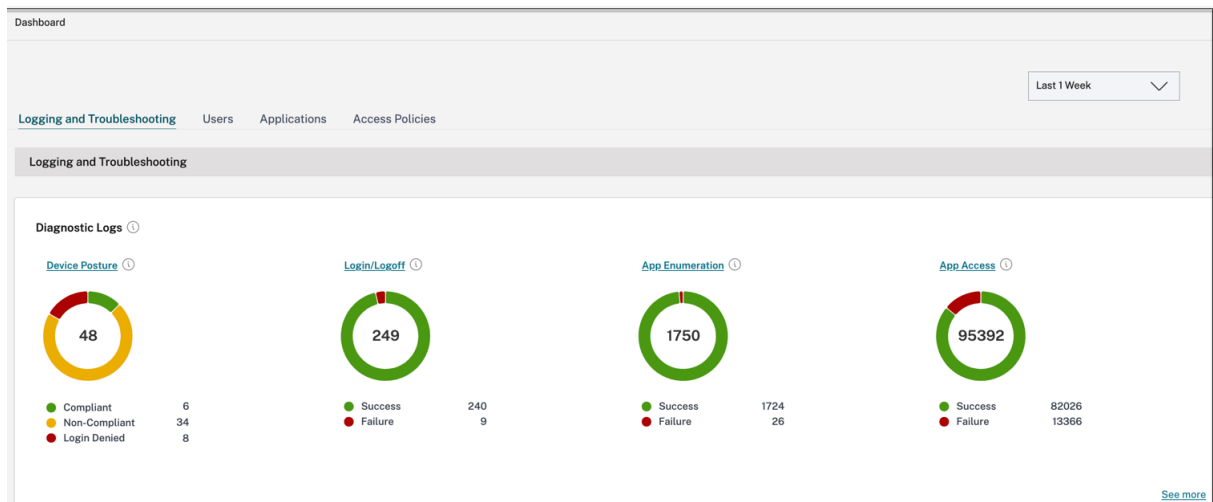 Dashboard
Last 1 Week
Logging and Troubleshooting Users Applications Access Policies
Logging and Troubleshooting
Diagnostic Logs
Device Posture Login/Logoff App Enumeration App Access
48 249 1750 95392
Compliant 6 Success 240 Success 1724 Success 82026
Non-Compliant 34 Failure 9 Failure 26 Failure 13366
Login Denied 8
See more